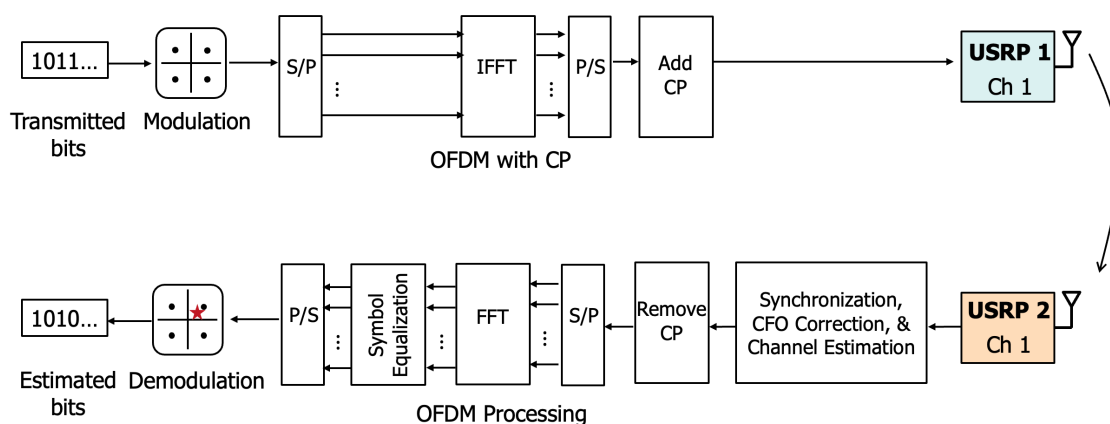 1011...
Transmitted
bits
Modulation
S/P
⋮
IFFT
⋮
P/S
Add
CP
OFDM with CP
USRP 1
Ch 1
1010...
Estimated
bits
Demodulation
P/S
⋮
Symbol
Equalization
⋮
FFT
⋮
S/P
Remove
CP
Synchronization,
CFO Correction, &
Channel Estimation
USRP 2
Ch 1
OFDM Processing